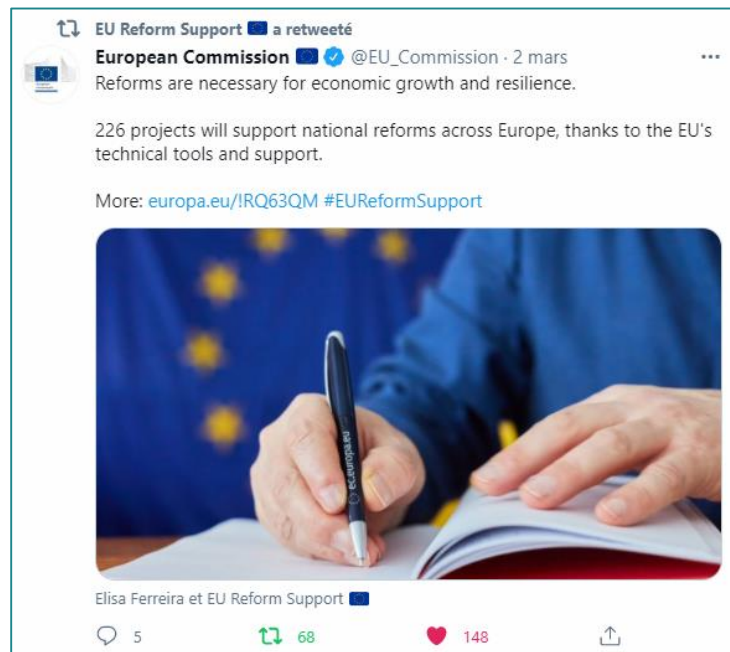 EU Reform Support 🇪🇺 a retweeté
European Commission 🇪🇺 @EU_Commission · 2 mars
Reforms are necessary for economic growth and resilience.
226 projects will support national reforms across Europe, thanks to the EU's
technical tools and support.
More: europa.eu/!RQ63QM #EUReformSupport
ec.europa.eu
Elisa Ferreira et EU Reform Support 🇪🇺
5 68 148